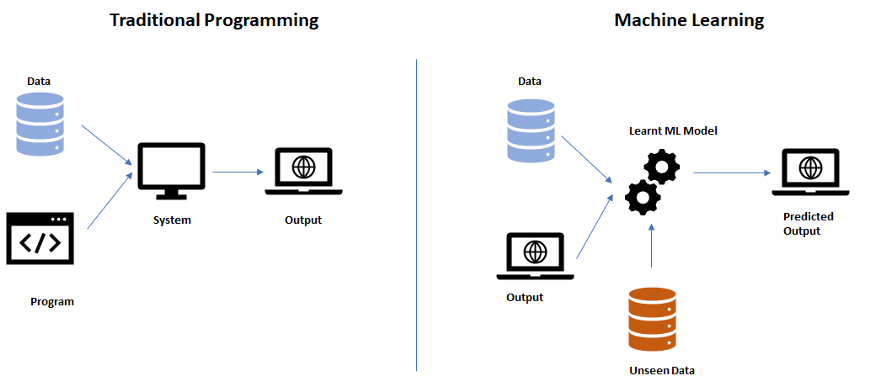 Traditional Programming
Data
System
Output
Program
</>
Machine Learning
Data
Learnt ML Model
Predicted
Output
Output
Unseen Data